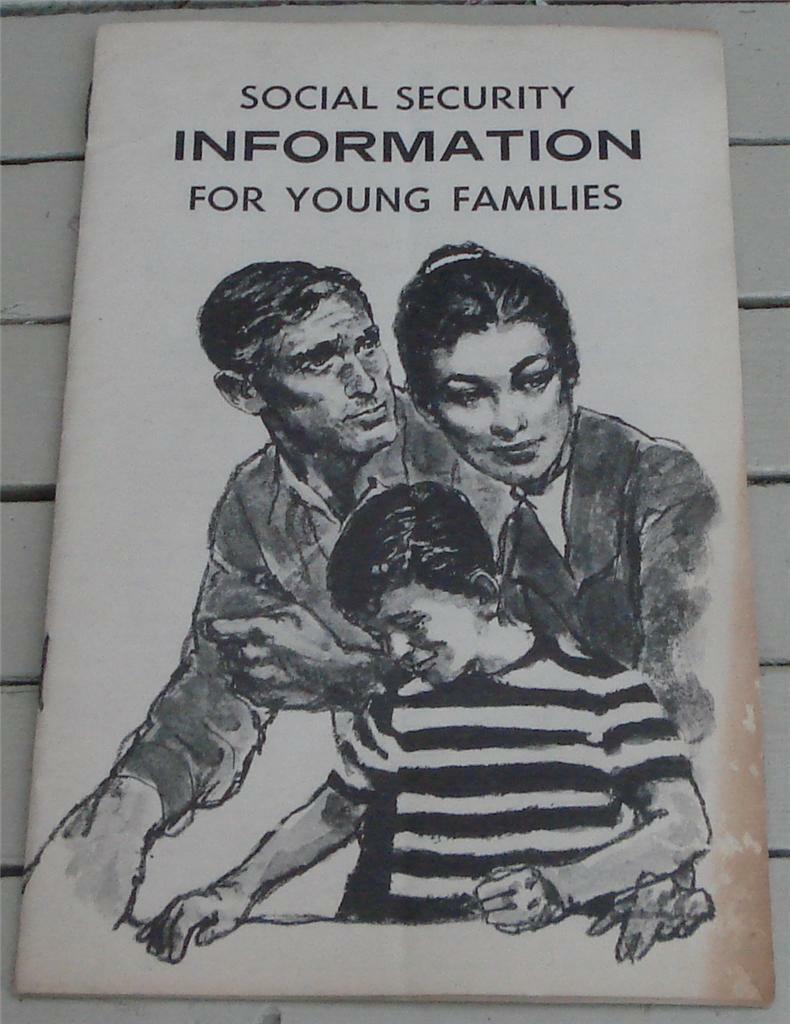 SOCIAL SECURITY
INFORMATION
FOR YOUNG FAMILIES